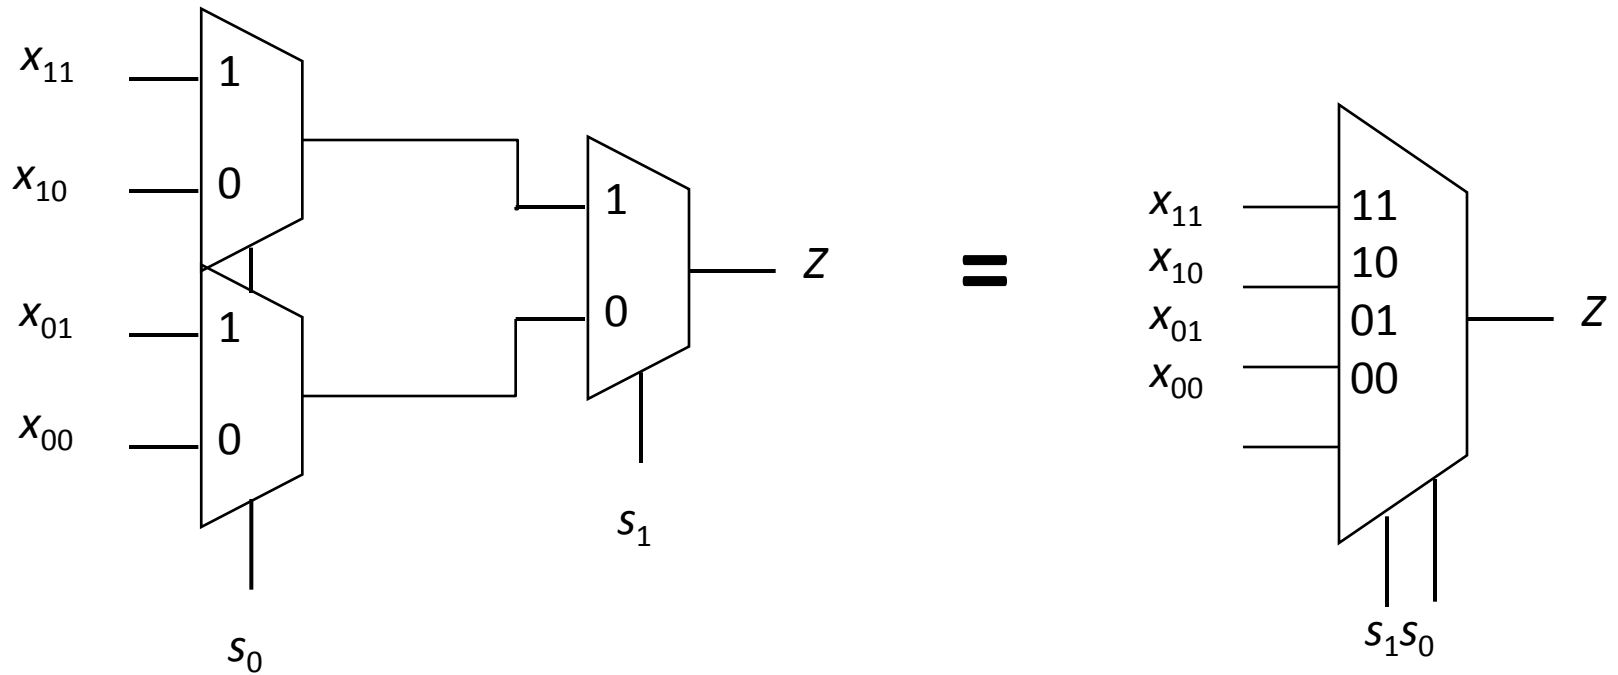 x₁₁
1
x₁₀
0
x₀₁
1
x₀₀
0
s₀
1
0
s₁
z
=
x₁₁
11
x₁₀
10
x₀₁
01
x₀₀
00
z
s₁s₀